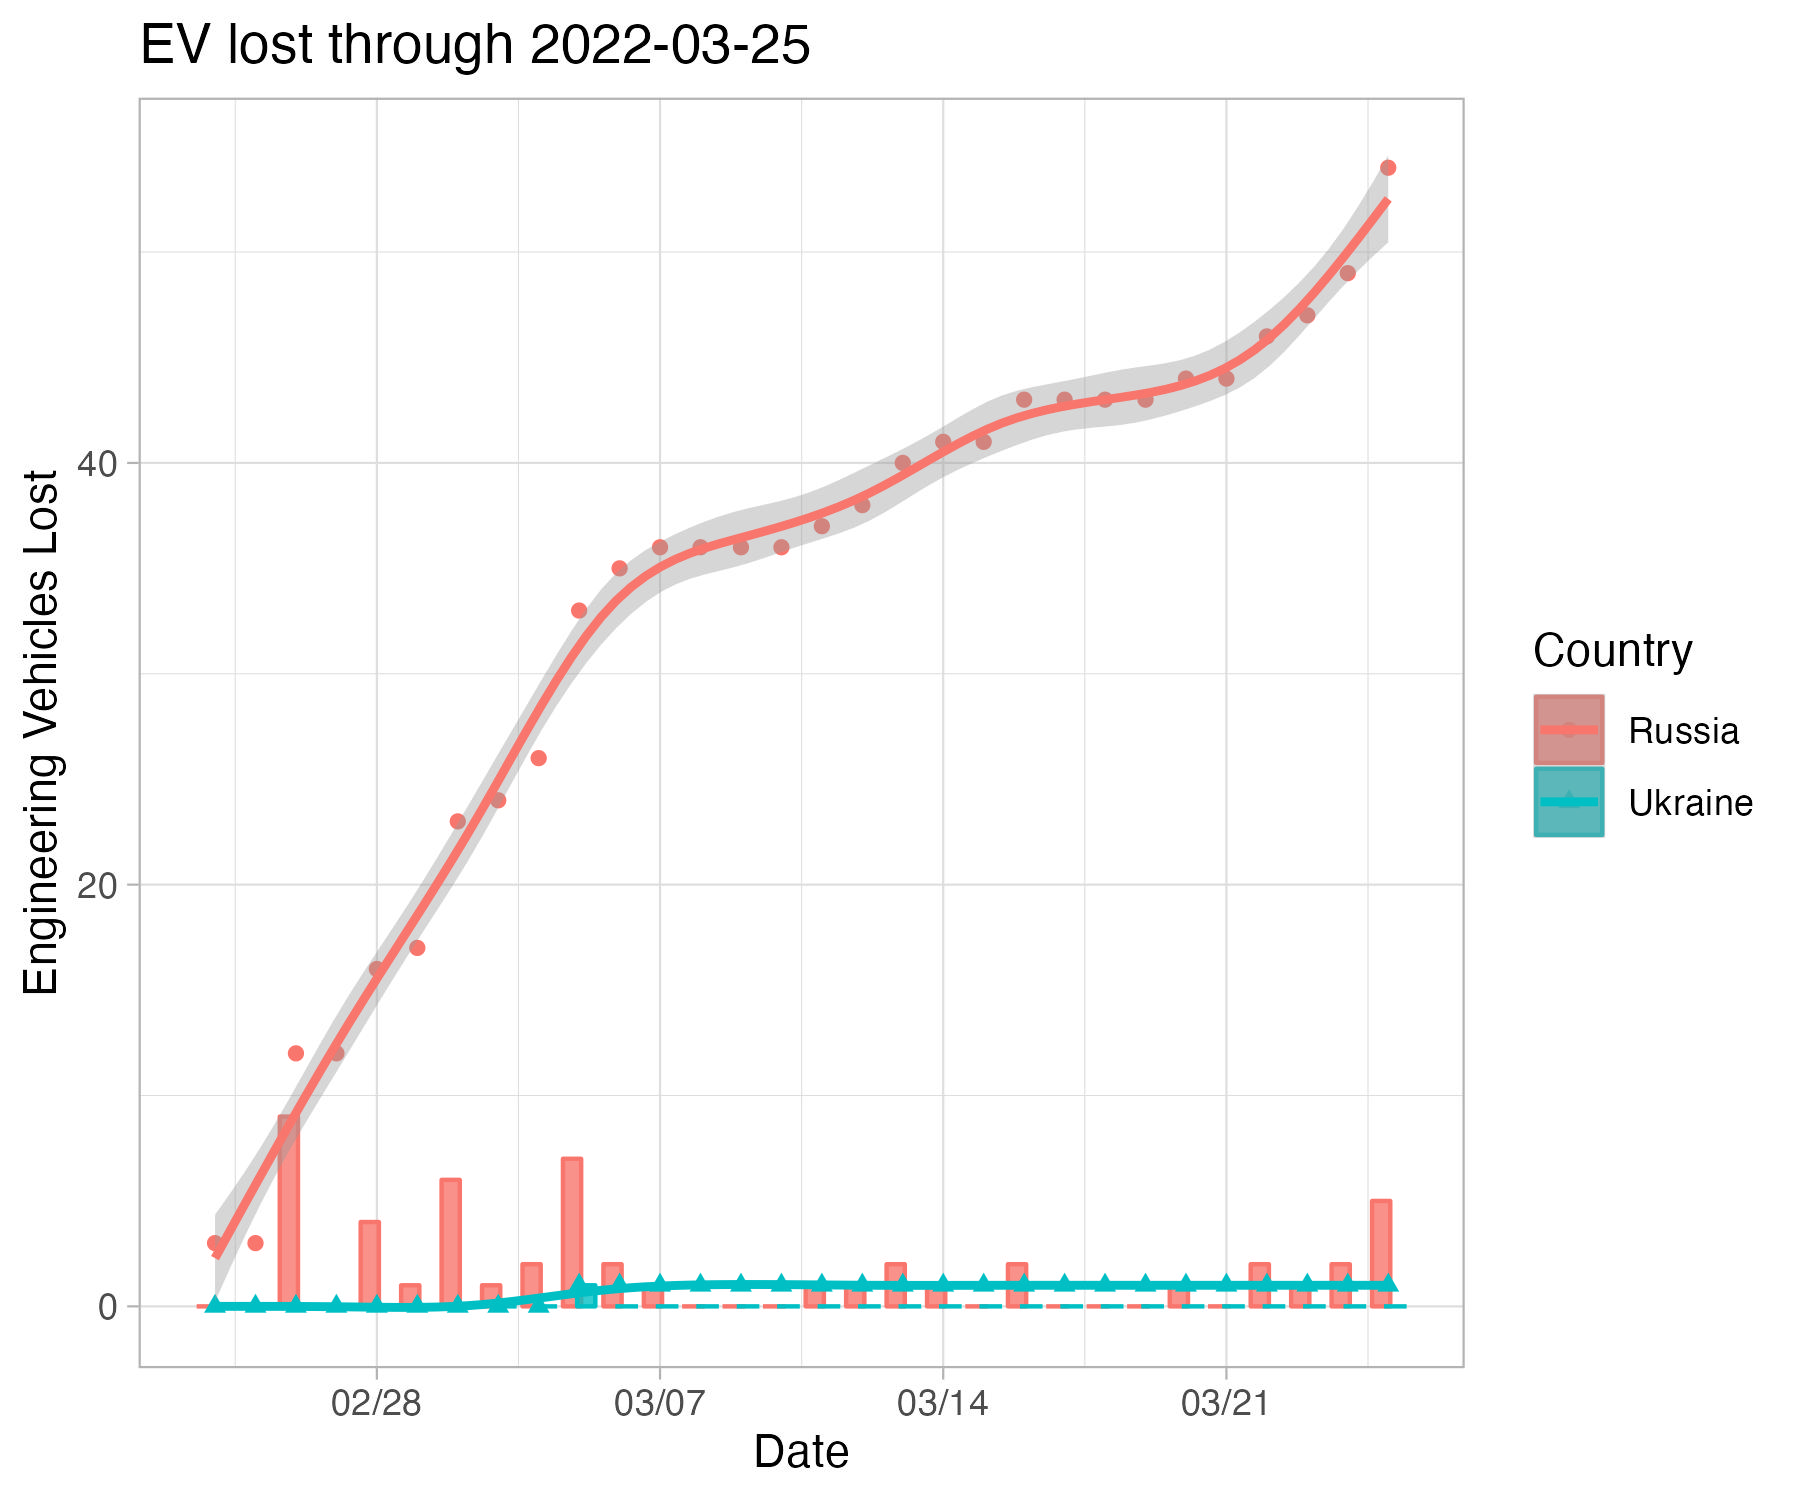 EV lost through 2022-03-25
Engineering Vehicles Lost
40
20
0
02/28 03/07 03/14 03/21
Date
Country
Russia
Ukraine